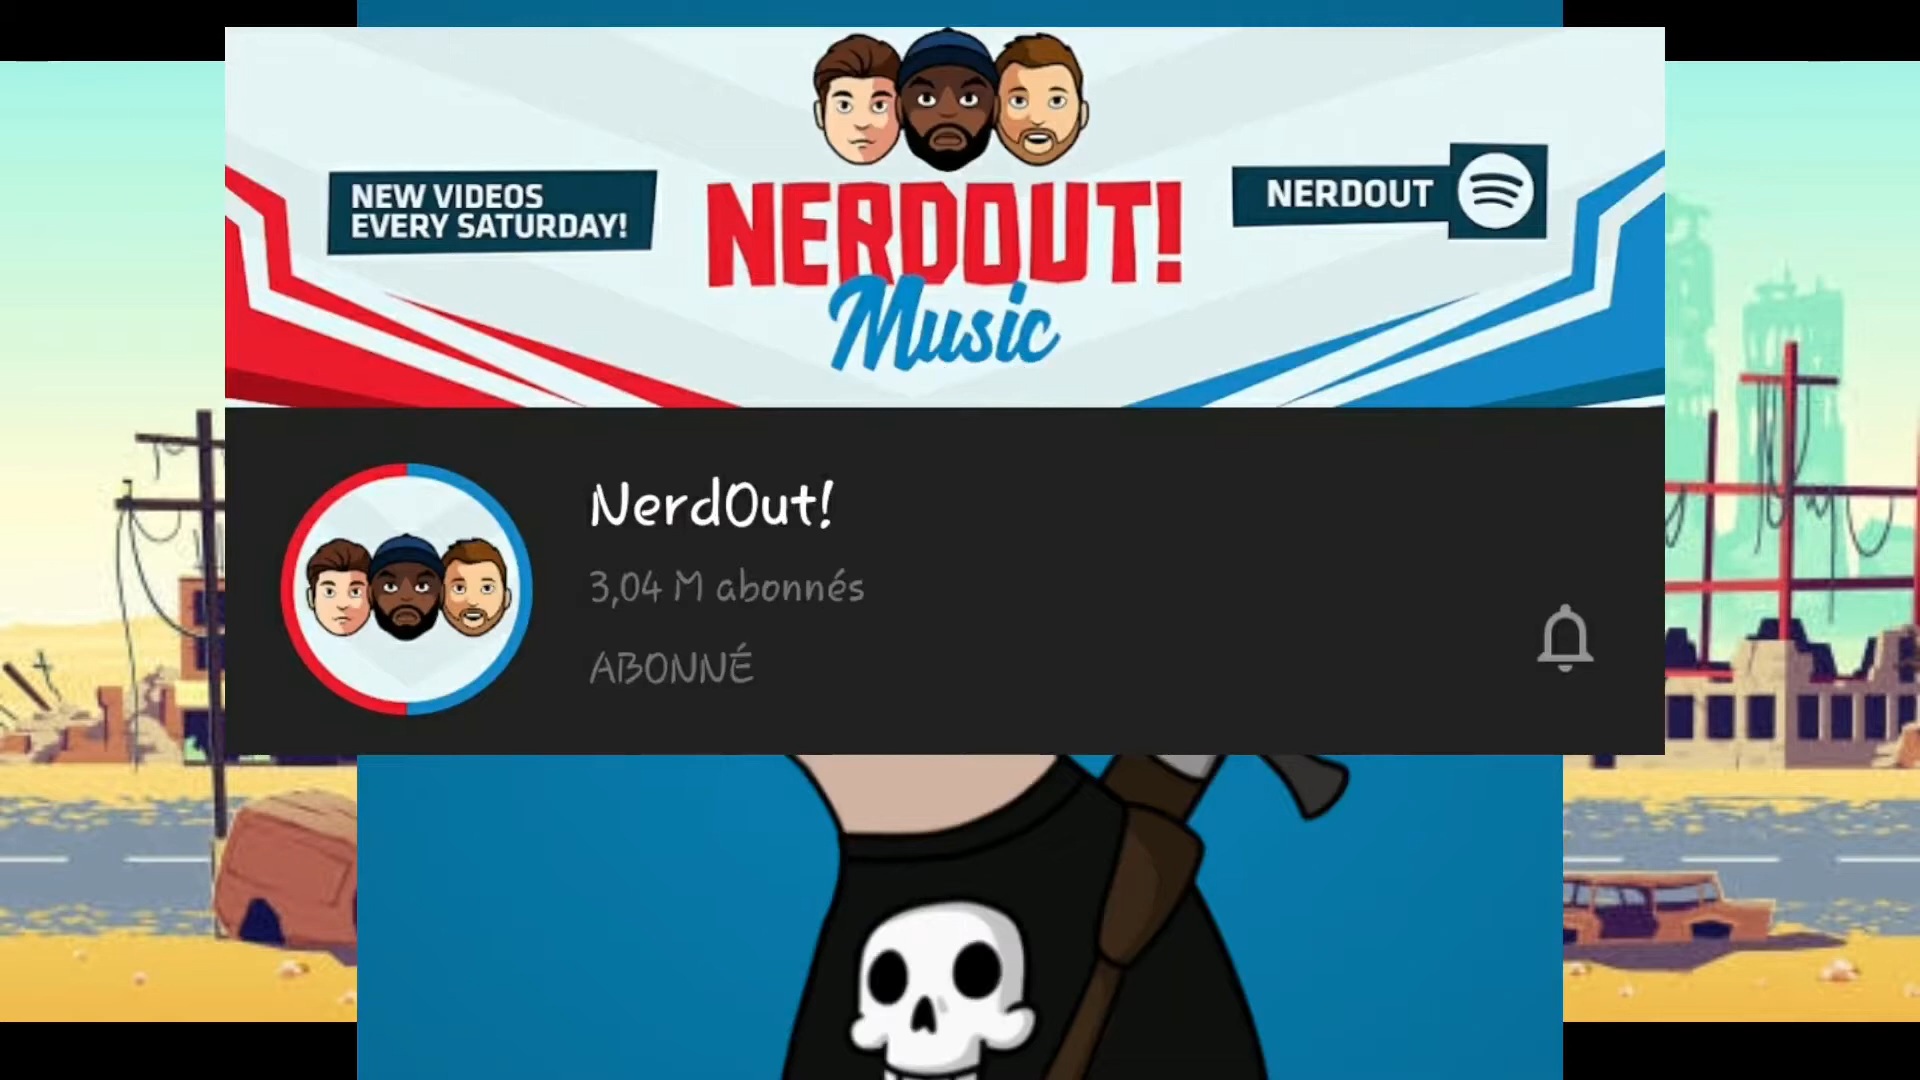 NEW VIDEOS
EVERY SATURDAY!
NERDOUT!
Music
NERDOUT
NerdOut!
3,04 M abonnés
ABONNÉ